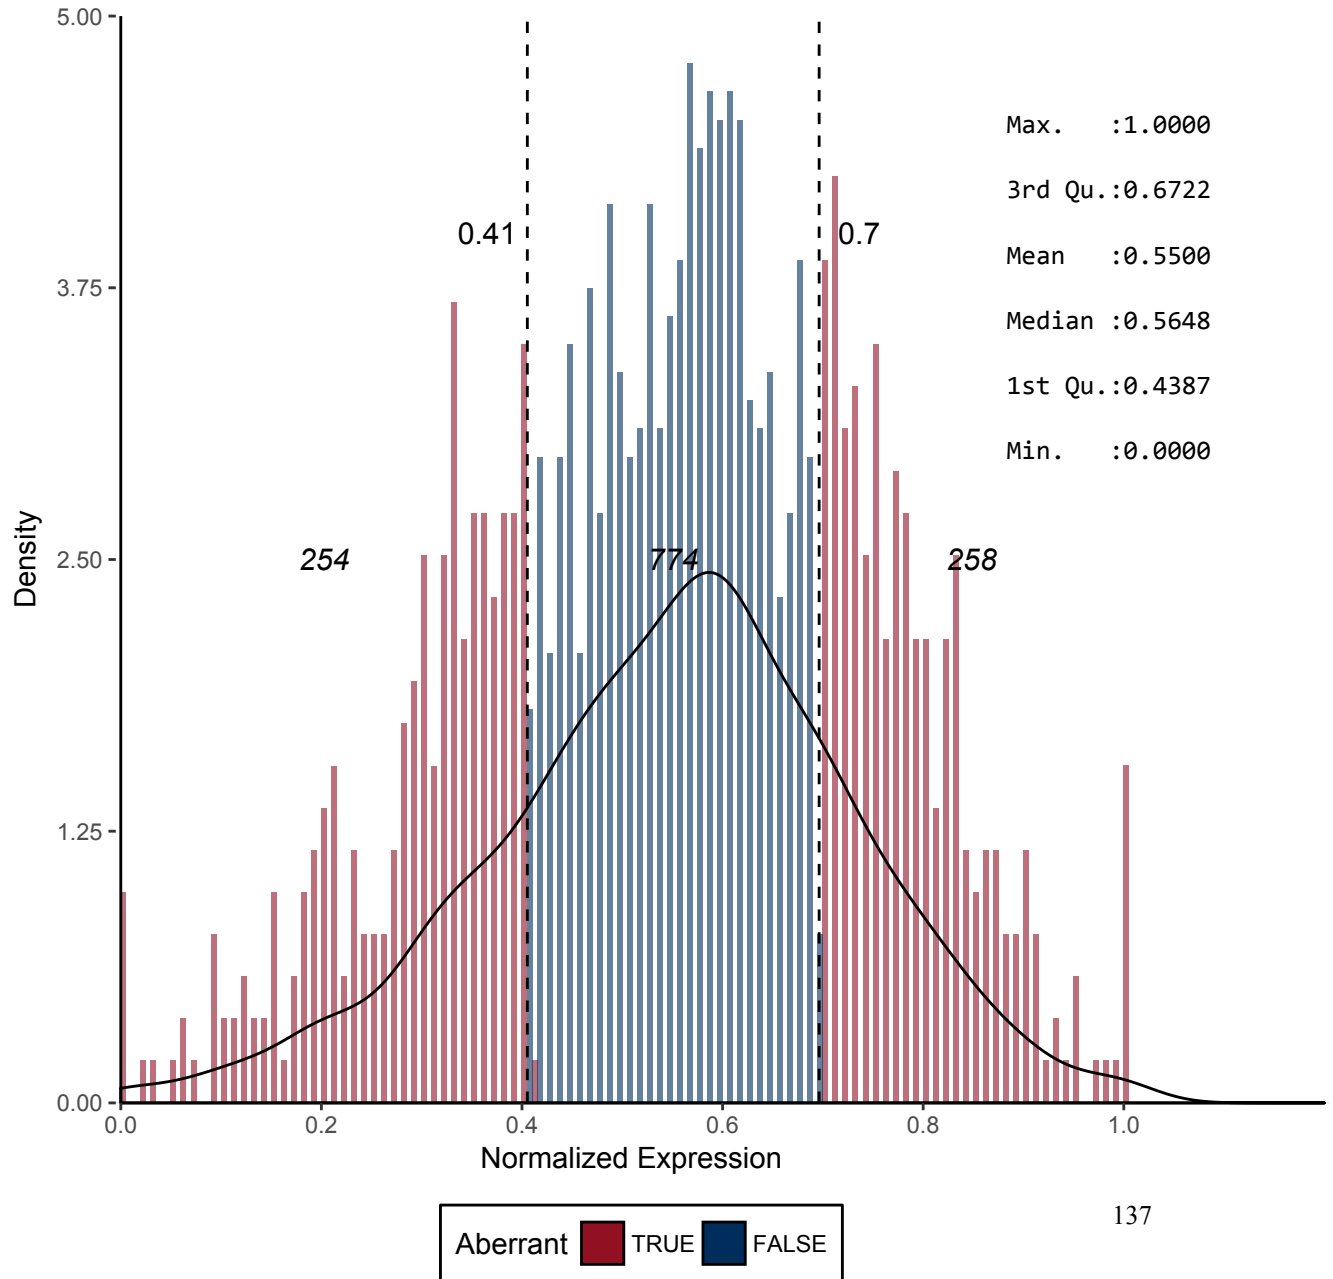 5.00
Max.   :1.0000
3rd Qu.:0.6722
0.41
0.7
Mean   :0.5500
3.75
Median :0.5648
1st Qu.:0.4387
Min.   :0.0000
Density
2.50
254
774
258
1.25
0.00
0.0 0.2 0.4 0.6 0.8 1.0
Normalized Expression
137
Aberrant TRUE FALSE